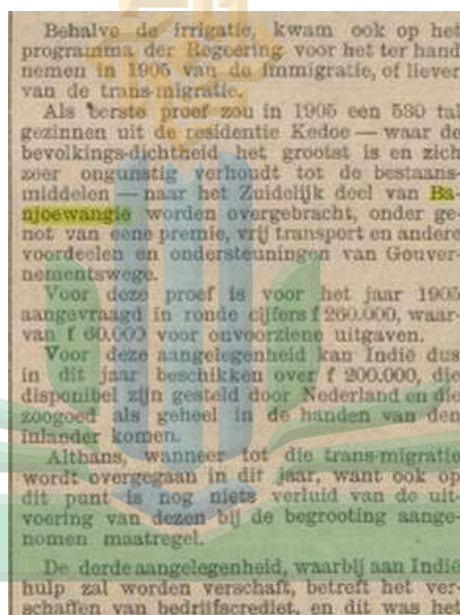 Behalve de irrigatie, kwam ook op het
programma der Regeering voor het ter hand
nemen in 1905 van de immigratie, of liever
van de trans-migratie.
Als eerste proef zou in 1905 een 530 tal
gezinnen uit de residentie Kedoe — waar de
bevolkings-dichtheid het grootst is en zich
zeer ongunstig verhoudt tot de bestaans-
middelen — naar het Zuidelijk deel van Ba-
njoewangie worden overgebracht, onder ge-
not van eene premie, vrij transport en andere
voordeelen en ondersteuningen van Gouver-
nementswege.
Voor deze proef is voor het jaar 1905
aangevraagd in ronde cijfers f 260.000, waar-
van f 60.000 voor onvoorziene uitgaven.
Voor deze aangelegenheid kan Indië dus
in dit jaar beschikken over f 200.000, die
disponibel zijn gesteld door Nederland en die
zoogoed als geheel in de handen van den
inlander komen.
Althans, wanneer tot die trans-migratie
wordt overgegaan in dit jaar, want ook op
dit punt is nog niets verluid van de uit-
voering van dezen bij de begrooting aange-
nomen maatregel.
De derde aangelegenheid, waarbij aan Indië
hulp zal worden verschaft, betreft het ver-
schaffen van bedrijfscrediet, en dit was het